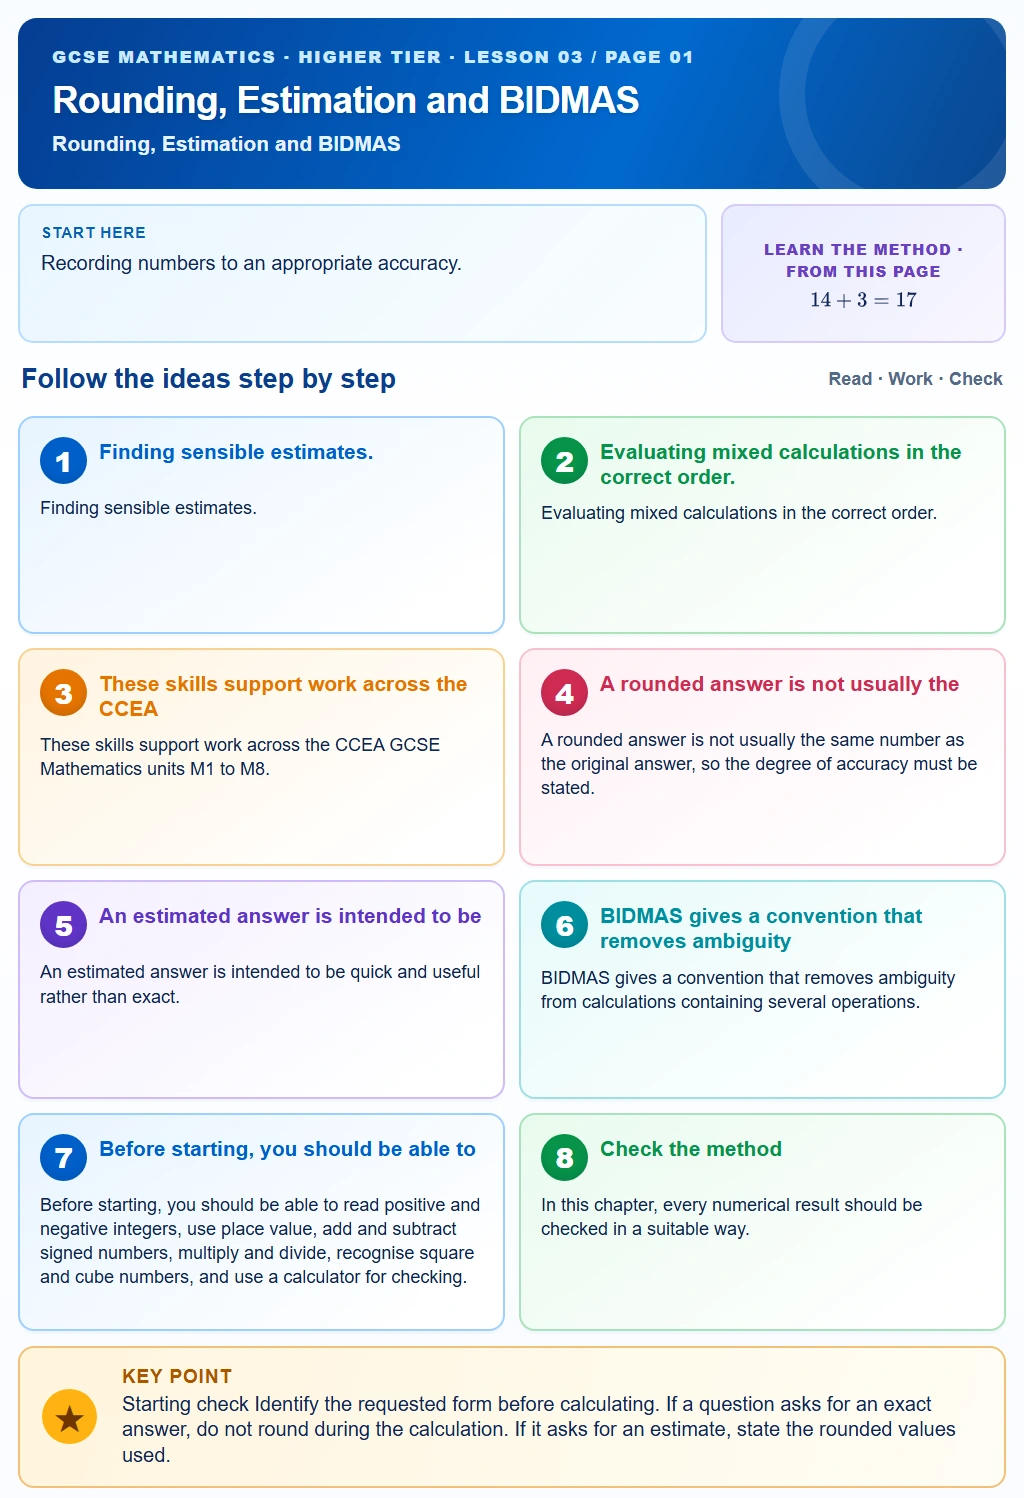 GCSE MATHEMATICS · HIGHER TIER · LESSON 03 / PAGE 01
Rounding, Estimation and BIDMAS
Rounding, Estimation and BIDMAS
START HERE
Recording numbers to an appropriate accuracy.
LEARN THE METHOD ·
FROM THIS PAGE
14 + 3 = 17
Follow the ideas step by step
Read · Work · Check
1
Finding sensible estimates.
Finding sensible estimates.
2
Evaluating mixed calculations in the
correct order.
Evaluating mixed calculations in the correct order.
3
These skills support work across the
CCEA
These skills support work across the CCEA GCSE
Mathematics units M1 to M8.
4
A rounded answer is not usually the
A rounded answer is not usually the same number as
the original answer, so the degree of accuracy must be
stated.
5
An estimated answer is intended to be
An estimated answer is intended to be quick and useful
rather than exact.
6
BIDMAS gives a convention that
removes ambiguity
BIDMAS gives a convention that removes ambiguity
from calculations containing several operations.
7
Before starting, you should be able to
Before starting, you should be able to read positive and
negative integers, use place value, add and subtract
signed numbers, multiply and divide, recognise square
and cube numbers, and use a calculator for checking.
8
Check the method
In this chapter, every numerical result should be
checked in a suitable way.
KEY POINT
Starting check Identify the requested form before calculating. If a question asks for an exact
answer, do not round during the calculation. If it asks for an estimate, state the rounded values
used.